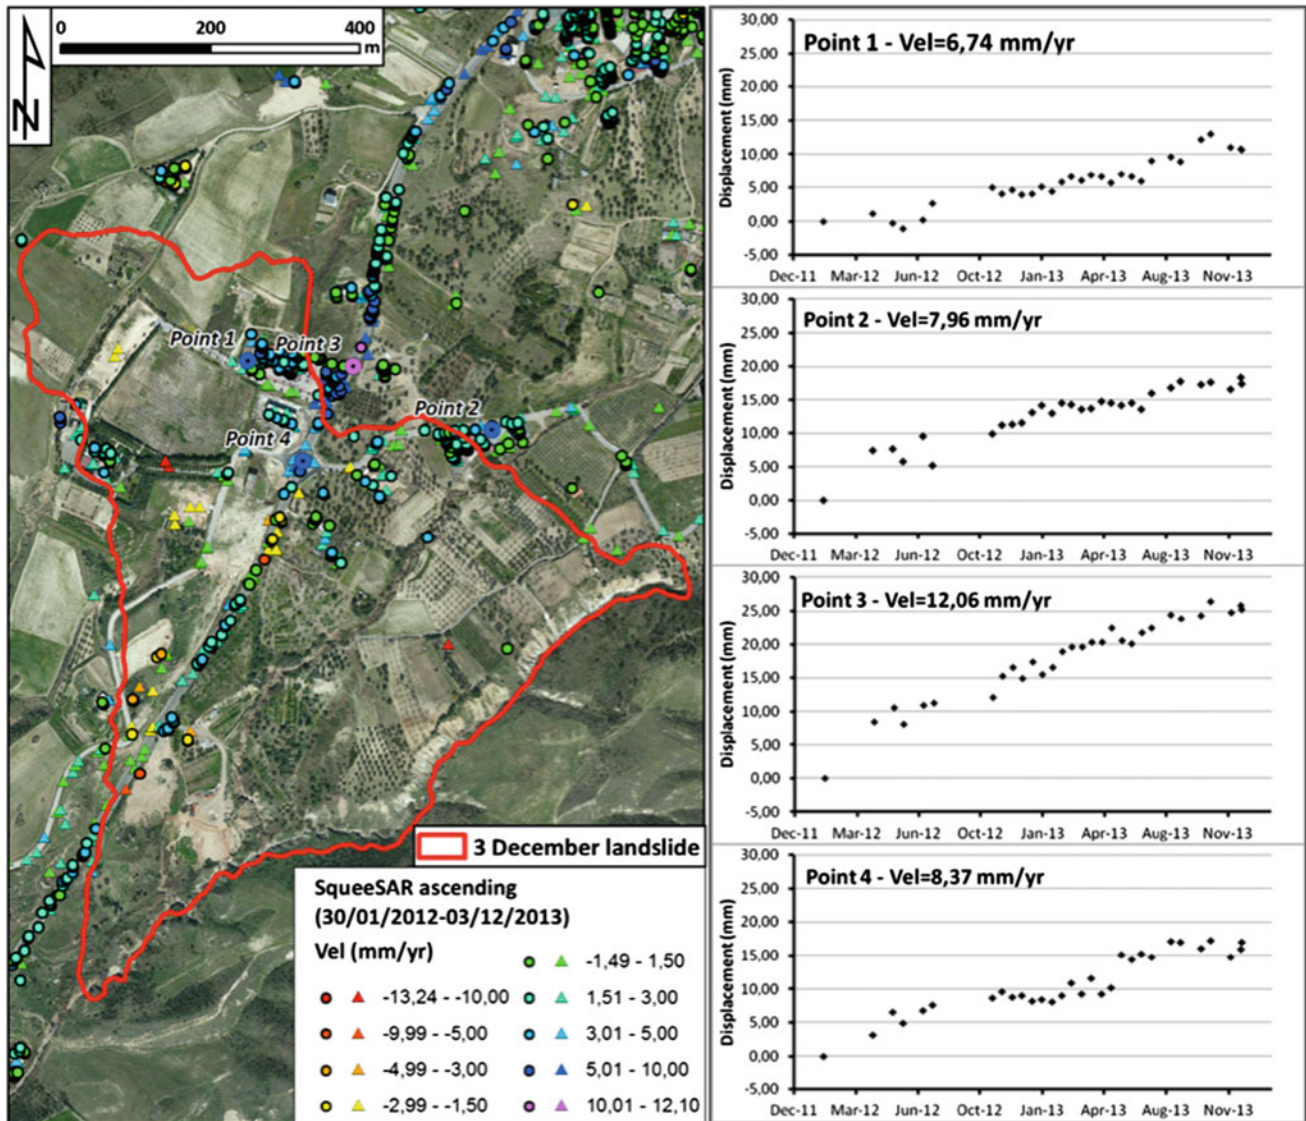 0 200 400
m
N
Point 1
Point 3
Point 2
Point 4
3 December landslide
SqueeSAR ascending
(30/01/2012-03/12/2013)
Vel (mm/yr)
-13,24 - -10,00
-9,99 - -5,00
-4,99 - -3,00
-2,99 - -1,50
-1,49 - 1,50
1,51 - 3,00
3,01 - 5,00
5,01 - 10,00
10,01 - 12,10
Point 1 - Vel=6,74 mm/yr
Displacement (mm)
30,00
25,00
20,00
15,00
10,00
5,00
0,00
-5,00
Dec-11 Mar-12 Jun-12 Oct-12 Jan-13 Apr-13 Aug-13 Nov-13
Point 2 - Vel=7,96 mm/yr
Displacement (mm)
30,00
25,00
20,00
15,00
10,00
5,00
0,00
-5,00
Dec-11 Mar-12 Jun-12 Oct-12 Jan-13 Apr-13 Aug-13 Nov-13
Point 3 - Vel=12,06 mm/yr
Displacement (mm)
30,00
25,00
20,00
15,00
10,00
5,00
0,00
-5,00
Dec-11 Mar-12 Jun-12 Oct-12 Jan-13 Apr-13 Aug-13 Nov-13
Point 4 - Vel=8,37 mm/yr
Displacement (mm)
30,00
25,00
20,00
15,00
10,00
5,00
0,00
-5,00
Dec-11 Mar-12 Jun-12 Oct-12 Jan-13 Apr-13 Aug-13 Nov-13